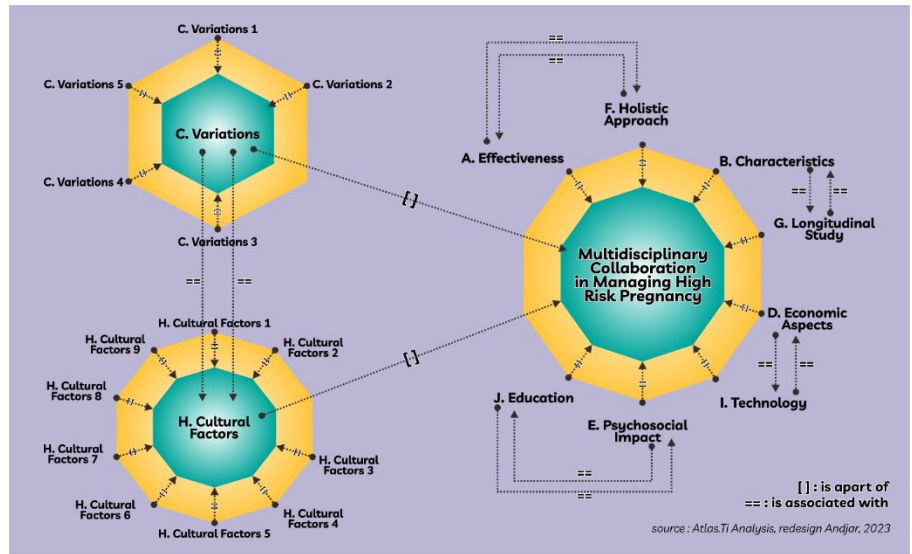 C. Variations 1
C. Variations 5
C. Variations 2
[]
[]
[]
C. Variations
C. Variations 4
[]
[]
C. Variations 3
[]
==
==
H. Cultural Factors 1
H. Cultural
Factors 9
H. Cultural
Factors 2
H. Cultural
Factors 8
[]
[]
[]
[]
H. Cultural
Factors
H. Cultural
Factors 7
[]
[]
H. Cultural
Factors 3
H. Cultural
Factors 6
[]
[]
[]
H. Cultural
Factors 4
H. Cultural
Factors 5
[]
==
==
F. Holistic
Approach
A. Effectiveness
B. Characteristics
==
==
G. Longitudinal
Study
[]
[]
[]
[]
Multidisciplinary
Collaboration
in Managing High
Risk Pregnancy
[]
D. Economic
Aspects
==
==
I. Technology
[]
[]
[]
J. Education
E. Psychosocial
Impact
==
==
[ ] : is apart of
== : is associated with
source : Atlas.Ti Analysis, redesign Andjar, 2023